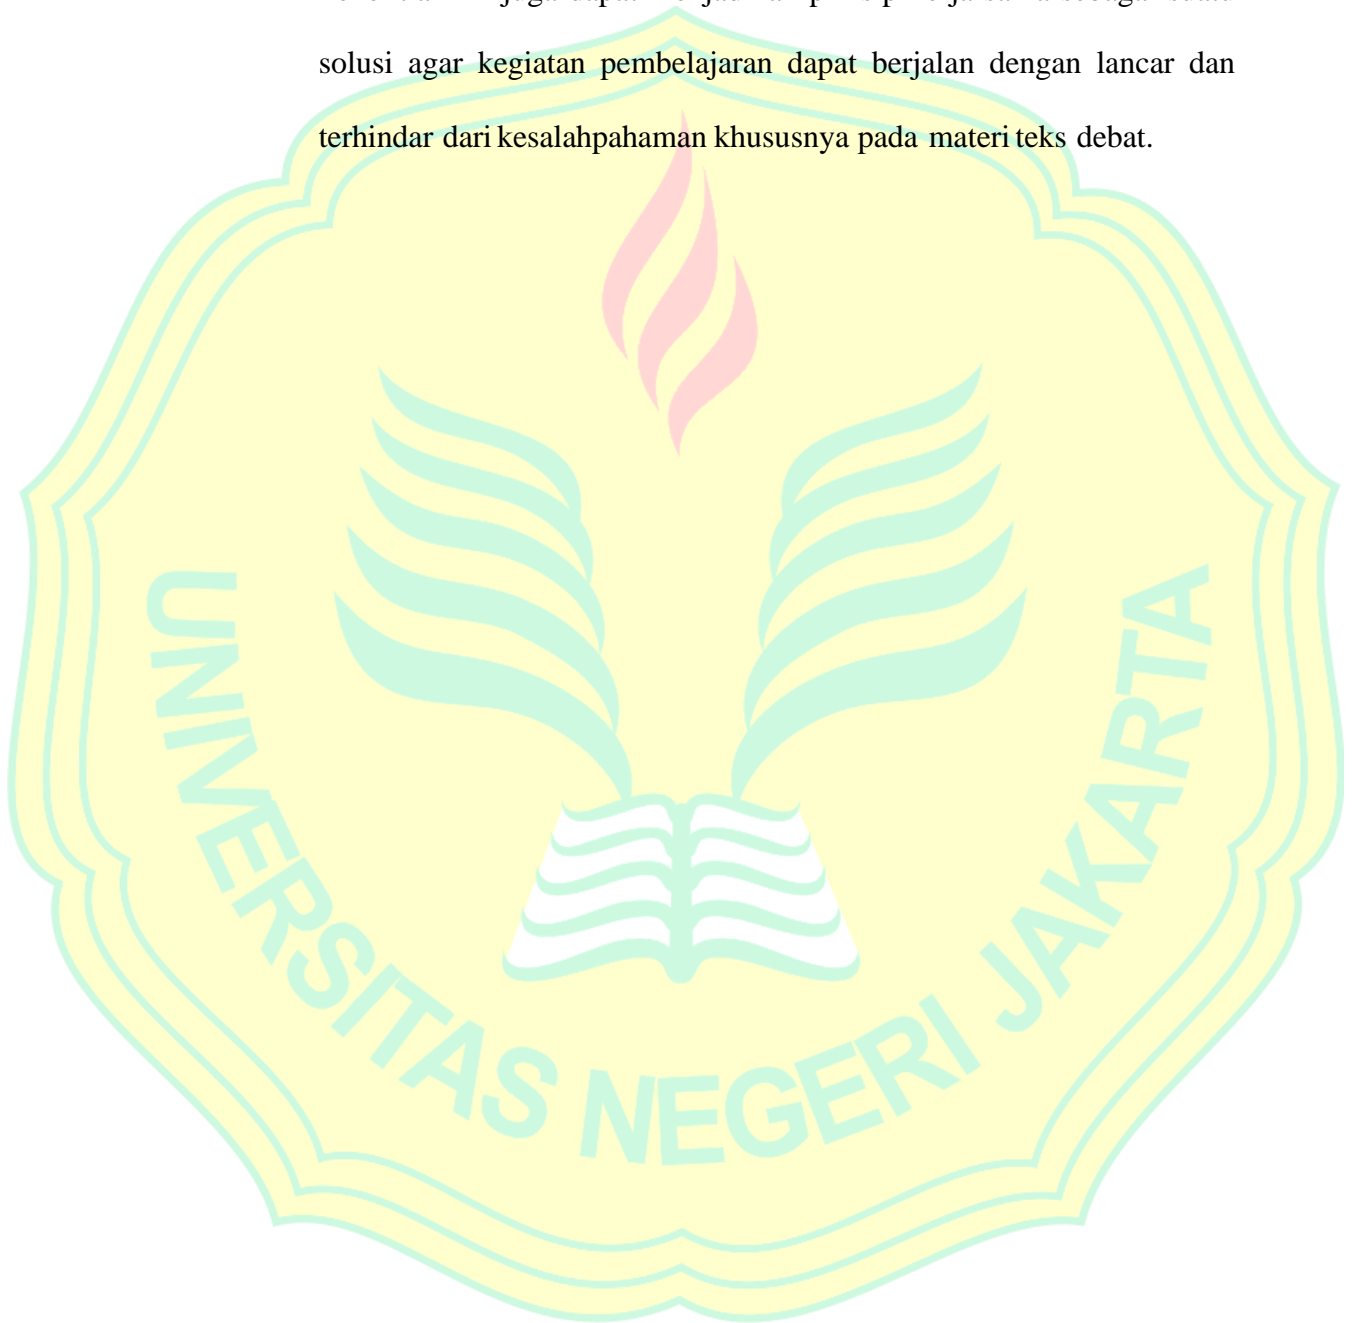 solusi agar kegiatan pembelajaran dapat berjalan dengan lancar dan
terhindar dari kesalahpahaman khususnya pada materi teks debat.
UNIVERSITAS NEGERI JAKARTA